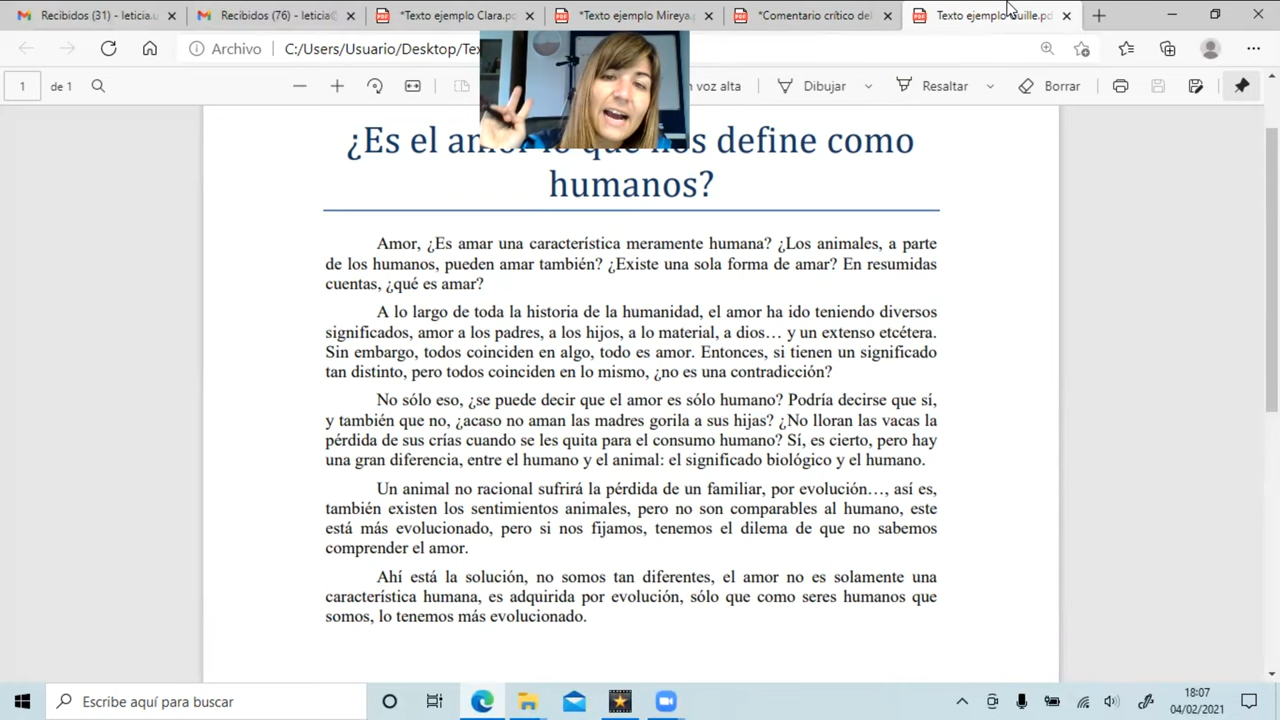 Recibidos (31) - leticia.u
Recibidos (76) - leticia@
*Texto ejemplo Clara.pd
*Texto ejemplo Mireya.p
*Comentario crítico del
Texto ejemplo Guille.pd
Archivo
C:/Users/Usuario/Desktop/Tex
1 de 1
en voz alta
Dibujar
Resaltar
Borrar
¿Es el amor lo que nos define como
humanos?
Amor, ¿Es amar una característica meramente humana? ¿Los animales, a parte
de los humanos, pueden amar también? ¿Existe una sola forma de amar? En resumidas
cuentas, ¿qué es amar?
A lo largo de toda la historia de la humanidad, el amor ha ido teniendo diversos
significados, amor a los padres, a los hijos, a lo material, a dios… y un extenso etcétera.
Sin embargo, todos coinciden en algo, todo es amor. Entonces, si tienen un significado
tan distinto, pero todos coinciden en lo mismo, ¿no es una contradicción?
No sólo eso, ¿se puede decir que el amor es sólo humano? Podría decirse que sí,
y también que no, ¿acaso no aman las madres gorila a sus hijas? ¿No lloran las vacas la
pérdida de sus crías cuando se les quita para el consumo humano? Sí, es cierto, pero hay
una gran diferencia, entre el humano y el animal: el significado biológico y el humano.
Un animal no racional sufrirá la pérdida de un familiar, por evolución…, así es,
también existen los sentimientos animales, pero no son comparables al humano, este
está más evolucionado, pero si nos fijamos, tenemos el dilema de que no sabemos
comprender el amor.
Ahí está la solución, no somos tan diferentes, el amor no es solamente una
característica humana, es adquirida por evolución, sólo que como seres humanos que
somos, lo tenemos más evolucionado.
Escribe aquí para buscar
18:07
04/02/2021